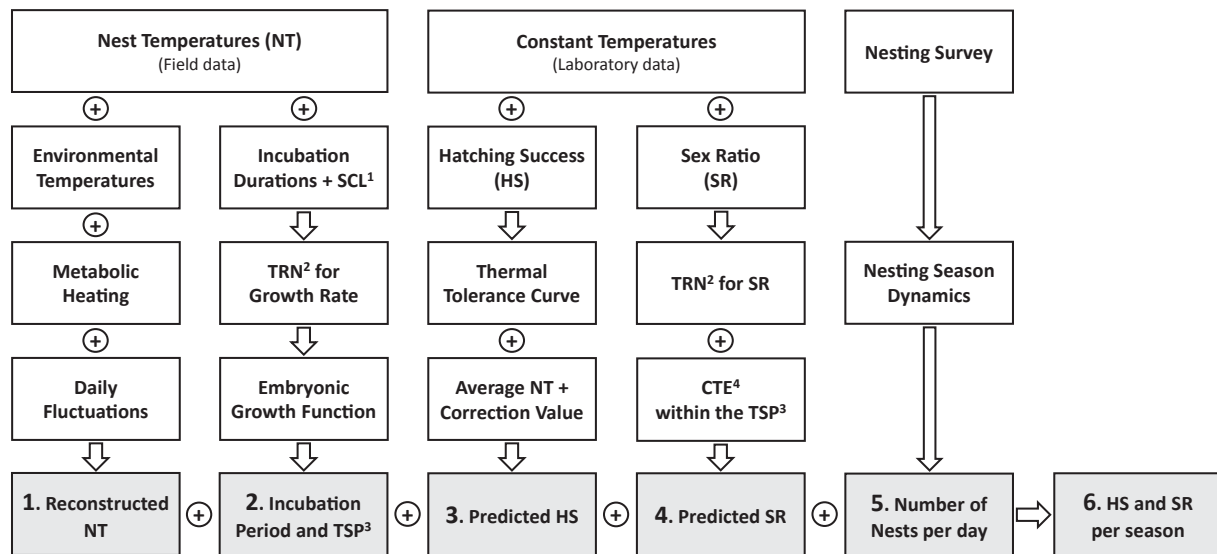 Nest Temperatures (NT)
(Field data)
Constant Temperatures
(Laboratory data)
Nesting Survey
+
+
+
+
Environmental
Temperatures
Incubation
Durations + SCL¹
Hatching Success
(HS)
Sex Ratio
(SR)
+
Metabolic
Heating
TRN² for
Growth Rate
Thermal
Tolerance Curve
TRN² for SR
Nesting Season
Dynamics
+
+
+
Daily
Fluctuations
Embryonic
Growth Function
Average NT +
Correction Value
CTE⁴
within the TSP³
1. Reconstructed
NT
+
2. Incubation
Period and TSP³
+
3. Predicted HS
+
4. Predicted SR
+
5. Number of
Nests per day
6. HS and SR
per season